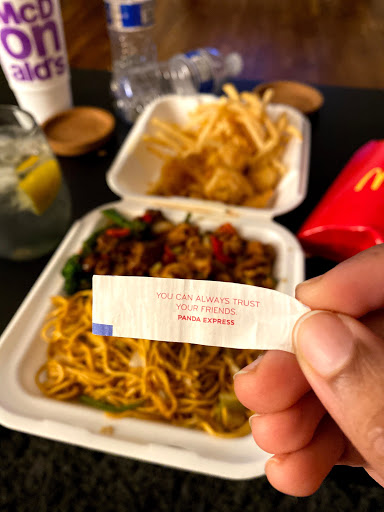 McD
on
ald's
YOU CAN ALWAYS TRUST
YOUR FRIENDS.
PANDA EXPRESS